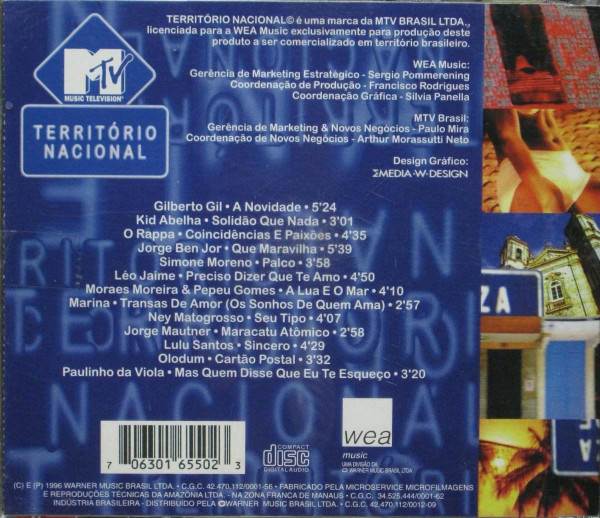 TERRITÓRIO NACIONAL© é uma marca da MTV BRASIL LTDA.,
licenciada para a WEA Music exclusivamente para produção deste
produto a ser comercializado em território brasileiro.
WEA Music:
Gerência de Marketing Estratégico - Sergio Pommerening
Coordenação de Produção - Francisco Rodrigues
Coordenação Gráfica - Silvia Panella
MTV Brasil:
Gerência de Marketing & Novos Negócios - Paulo Mira
Coordenação de Novos Negócios - Arthur Morassutti Neto
Design Gráfico:
MEDIA·W·DESIGN
MTV
MUSIC TELEVISION®
TERRITÓRIO
NACIONAL
Gilberto Gil • A Novidade • 5'24
Kid Abelha • Solidão Que Nada • 3'01
O Rappa • Coincidências E Paixões • 4'35
Jorge Ben Jor • Que Maravilha • 5'39
Simone Moreno • Palco • 3'58
Léo Jaime • Preciso Dizer Que Te Amo • 4'50
Moraes Moreira & Pepeu Gomes • A Lua E O Mar • 4'10
Marina • Transas De Amor (Os Sonhos De Quem Ama) • 2'57
Ney Matogrosso • Seu Tipo • 4'07
Jorge Mautner • Maracatu Atômico • 2'58
Lulu Santos • Sincero • 4'29
Olodum • Cartão Postal • 3'32
Paulinho da Viola • Mas Quem Disse Que Eu Te Esqueço • 3'20
ZA
NACIONAL
7 06301 65502 3
COMPACT
disc
DIGITAL AUDIO
wea
music
UMA DIVISÃO DA
WARNER MUSIC BRASIL LTDA
(C) E (P) 1996 WARNER MUSIC BRASIL LTDA. • C.G.C. 42.470.112/0001-56 • FABRICADO PELA MICROSERVICE MICROFILMAGENS
E REPRODUÇÕES TÉCNICAS DA AMAZÔNIA LTDA. - NA ZONA FRANCA DE MANAUS • C.G.C. 34.525.444/0001-62
INDÚSTRIA BRASILEIRA - DISTRIBUÍDO PELA WARNER MUSIC BRASIL LTDA. • C.G.C. 42.470.112/0012-09